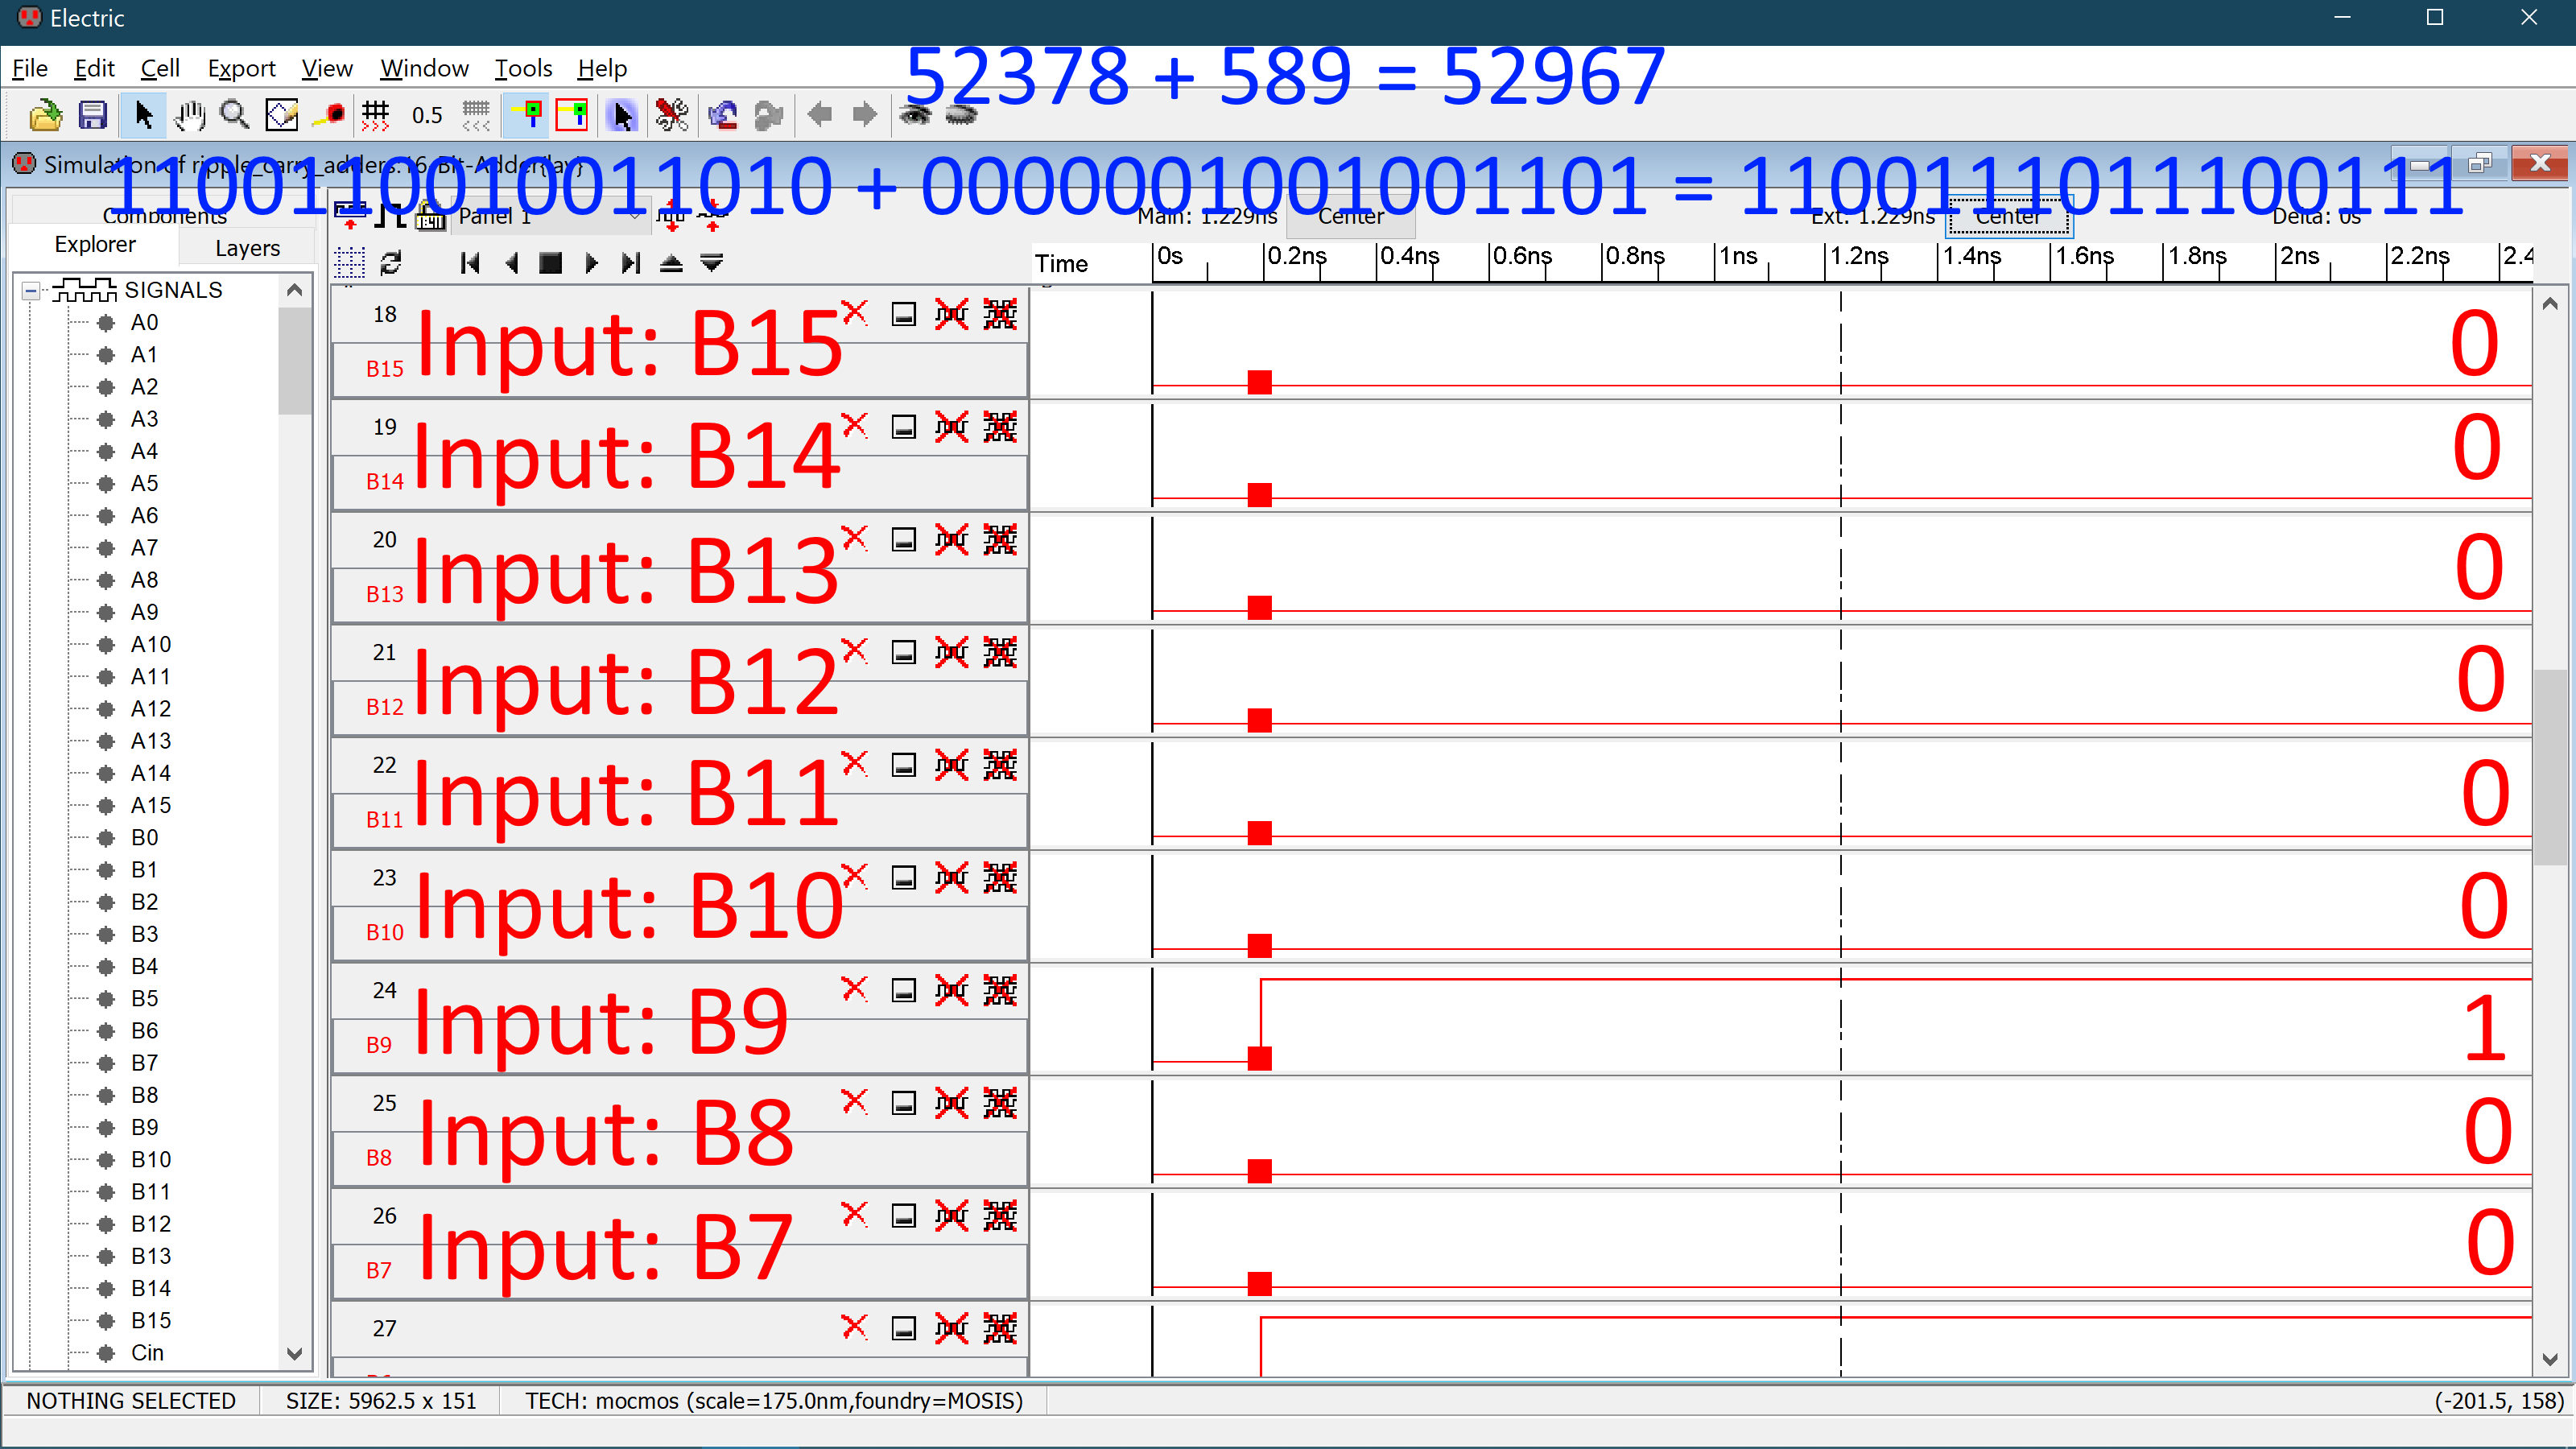 Electric
File Edit Cell Export View Window Tools Help
52378 + 589 = 52967
0.5
Simulation of ripple_carry_adders:16-Bit-Adder{lay}
1100110010011010 + 0000001001001101 = 1100111011100111
Components
Explorer Layers
Panel 1
Main: 1.229ns Center Ext: 1.229ns Center Delta: 0s
Time 0s 0.2ns 0.4ns 0.6ns 0.8ns 1ns 1.2ns 1.4ns 1.6ns 1.8ns 2ns 2.2ns 2.4
SIGNALS
A0
A1
A2
A3
A4
A5
A6
A7
A8
A9
A10
A11
A12
A13
A14
A15
B0
B1
B2
B3
B4
B5
B6
B7
B8
B9
B10
B11
B12
B13
B14
B15
Cin
18
B15 Input: B15 0
19
B14 Input: B14 0
20
B13 Input: B13 0
21
B12 Input: B12 0
22
B11 Input: B11 0
23
B10 Input: B10 0
24
B9 Input: B9 1
25
B8 Input: B8 0
26
B7 Input: B7 0
27
NOTHING SELECTED SIZE: 5962.5 x 151 TECH: mocmos (scale=175.0nm,foundry=MOSIS) (-201.5, 158)